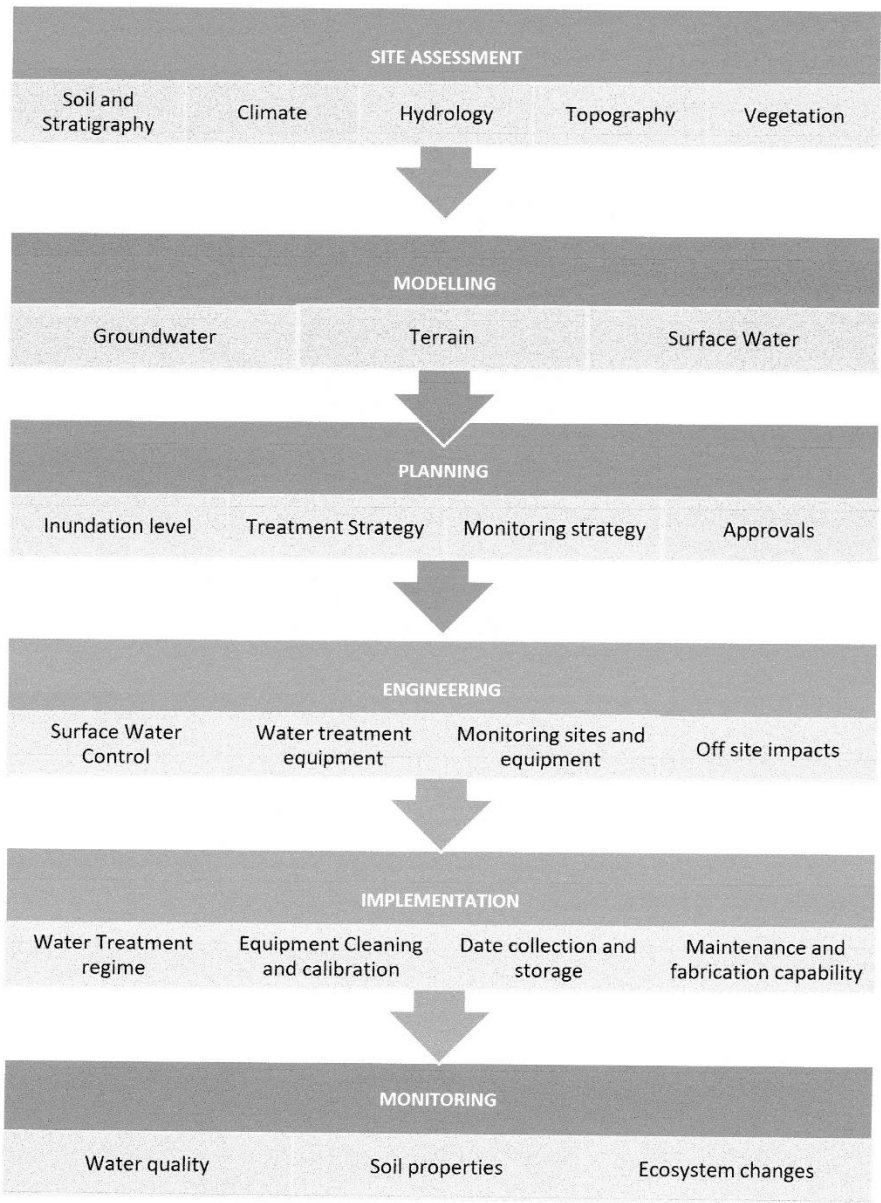 SITE ASSESSMENT
Soil and
Stratigraphy
Climate
Hydrology
Topography
Vegetation
MODELLING
Groundwater
Terrain
Surface Water
PLANNING
Inundation level
Treatment Strategy
Monitoring strategy
Approvals
ENGINEERING
Surface Water
Control
Water treatment
equipment
Monitoring sites and
equipment
Off site impacts
IMPLEMENTATION
Water Treatment
regime
Equipment Cleaning
and calibration
Date collection and
storage
Maintenance and
fabrication capability
MONITORING
Water quality
Soil properties
Ecosystem changes